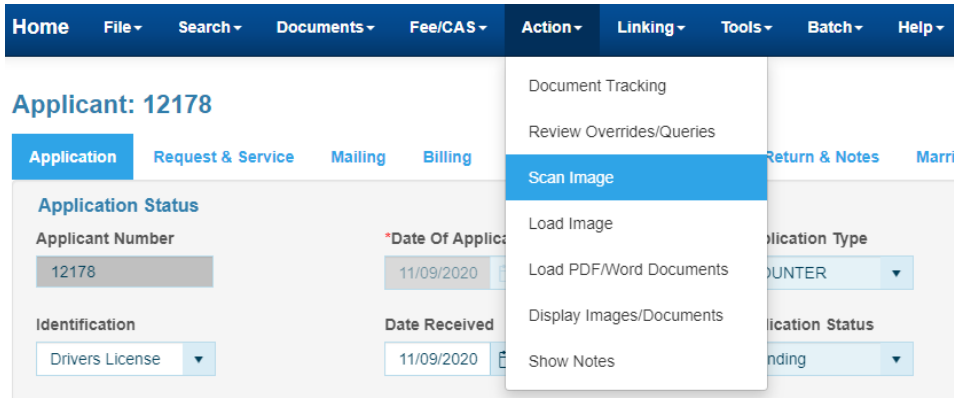 Home File Search Documents Fee/CAS Action Linking Tools Batch Help
Document Tracking
Applicant: 12178
Review Overrides/Queries
Application Request & Service Mailing Billing Return & Notes Marri
Scan Image
Application Status
Load Image
Applicant Number *Date Of Applica plication Type
12178 11/09/2020 OUNTER
Load PDF/Word Documents
Display Images/Documents
Identification Date Received lication Status
Drivers License 11/09/2020 nding
Show Notes